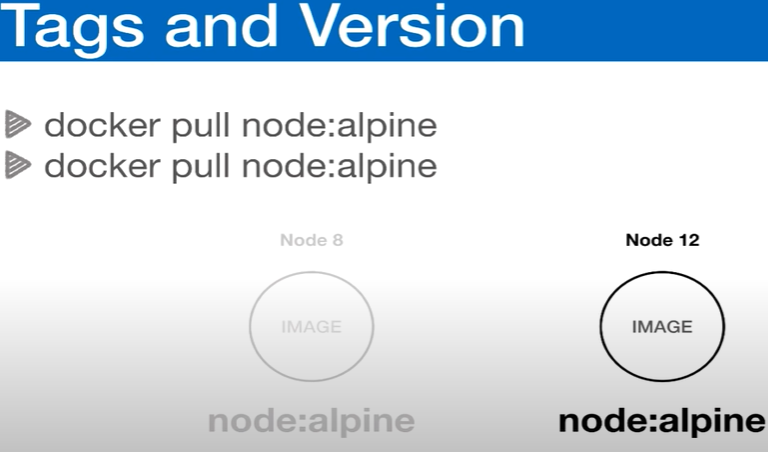 Tags and Version
docker pull node:alpine
docker pull node:alpine
Node 8
Node 12
IMAGE
IMAGE
node:alpine
node:alpine